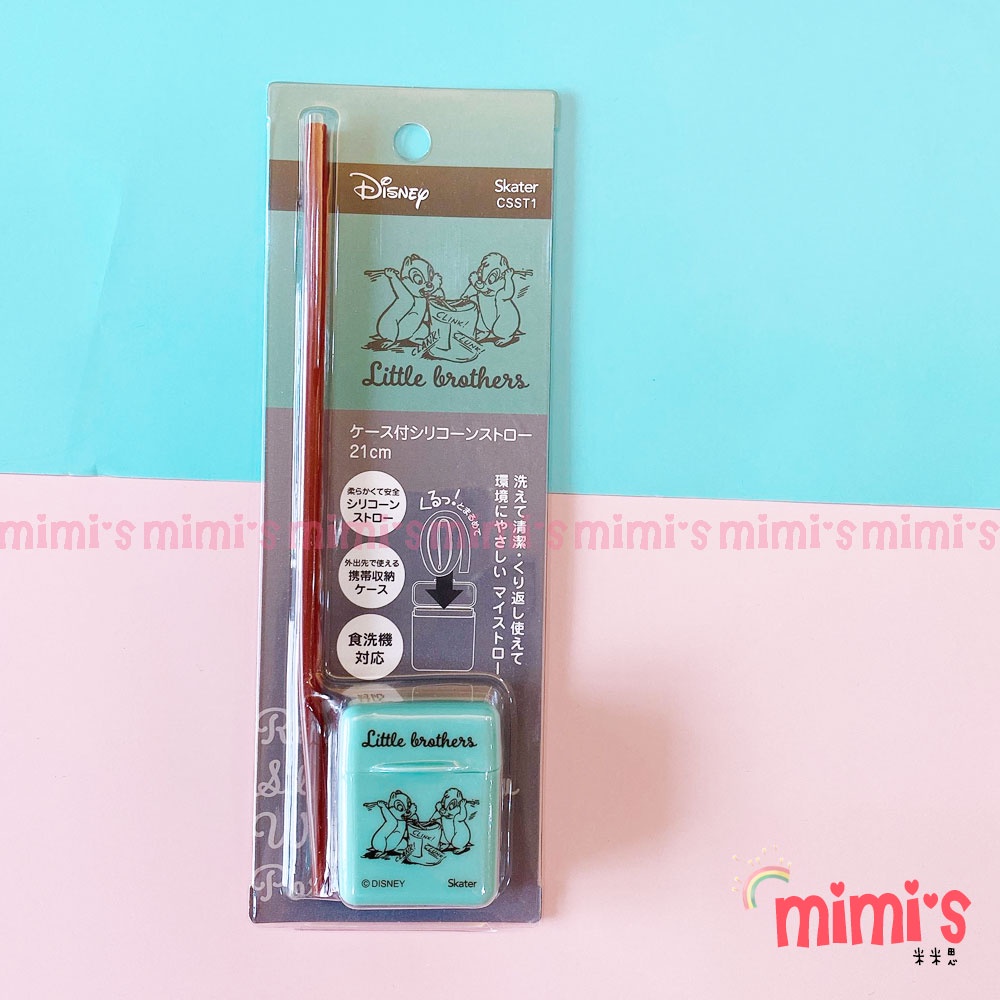 Disney
Skater
CSST1
CLINK!
CLANK!
CLUNK!
Little brothers
ケース付シリコーンストロー
21cm
柔らかくて安全
シリコーン
ストロー
くるっ!とまるめて
洗えて清潔・くり返し使えて
環境にやさしい マイストロー
外出先で使える
携帯収納
ケース
食洗機
対応
mimi's mimi's mimi's mimi's mimi's mimi's mimi's
Little brothers
CLINK!
CLANK!
CLUNK!
© DISNEY
Skater
mimi's
米米思